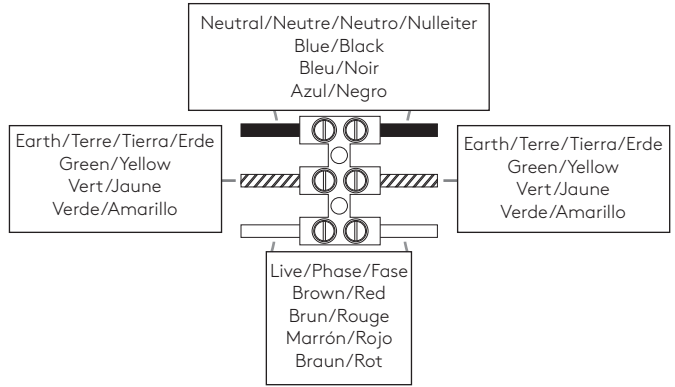 Neutral/Neutre/Neutro/Nulleiter
Blue/Black
Bleu/Noir
Azul/Negro
Earth/Terre/Tierra/Erde
Green/Yellow
Vert/Jaune
Verde/Amarillo
Earth/Terre/Tierra/Erde
Green/Yellow
Vert/Jaune
Verde/Amarillo
Live/Phase/Fase
Brown/Red
Brun/Rouge
Marrón/Rojo
Braun/Rot